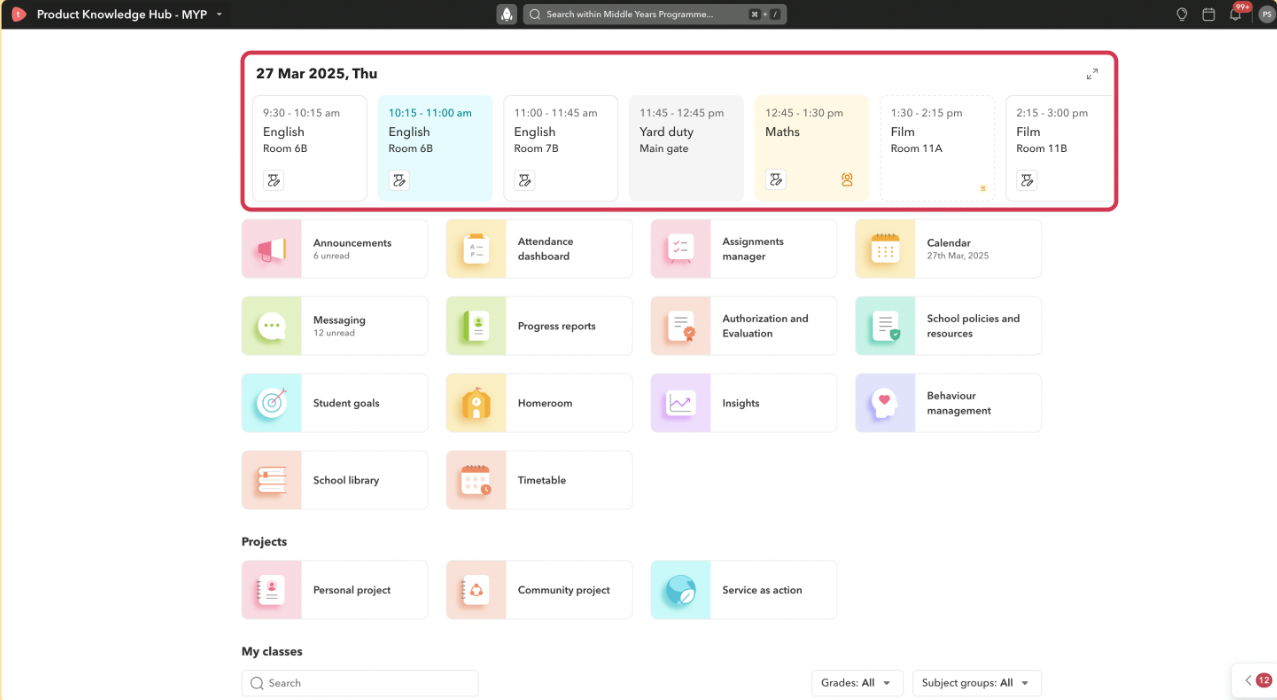 Product Knowledge Hub - MYP
Search within Middle Years Programme...
⌘ + /
99+
PS
27 Mar 2025, Thu
9:30 - 10:15 am
English
Room 6B
10:15 - 11:00 am
English
Room 6B
11:00 - 11:45 am
English
Room 7B
11:45 - 12:45 pm
Yard duty
Main gate
12:45 - 1:30 pm
Maths
1:30 - 2:15 pm
Film
Room 11A
2:15 - 3:00 pm
Film
Room 11B
Announcements
6 unread
Attendance
dashboard
Assignments
manager
Calendar
27th Mar, 2025
Messaging
12 unread
Progress reports
Authorization and
Evaluation
School policies and
resources
Student goals
Homeroom
Insights
Behaviour
management
School library
Timetable
Projects
Personal project
Community project
Service as action
My classes
Search
Grades: All
Subject groups: All
12